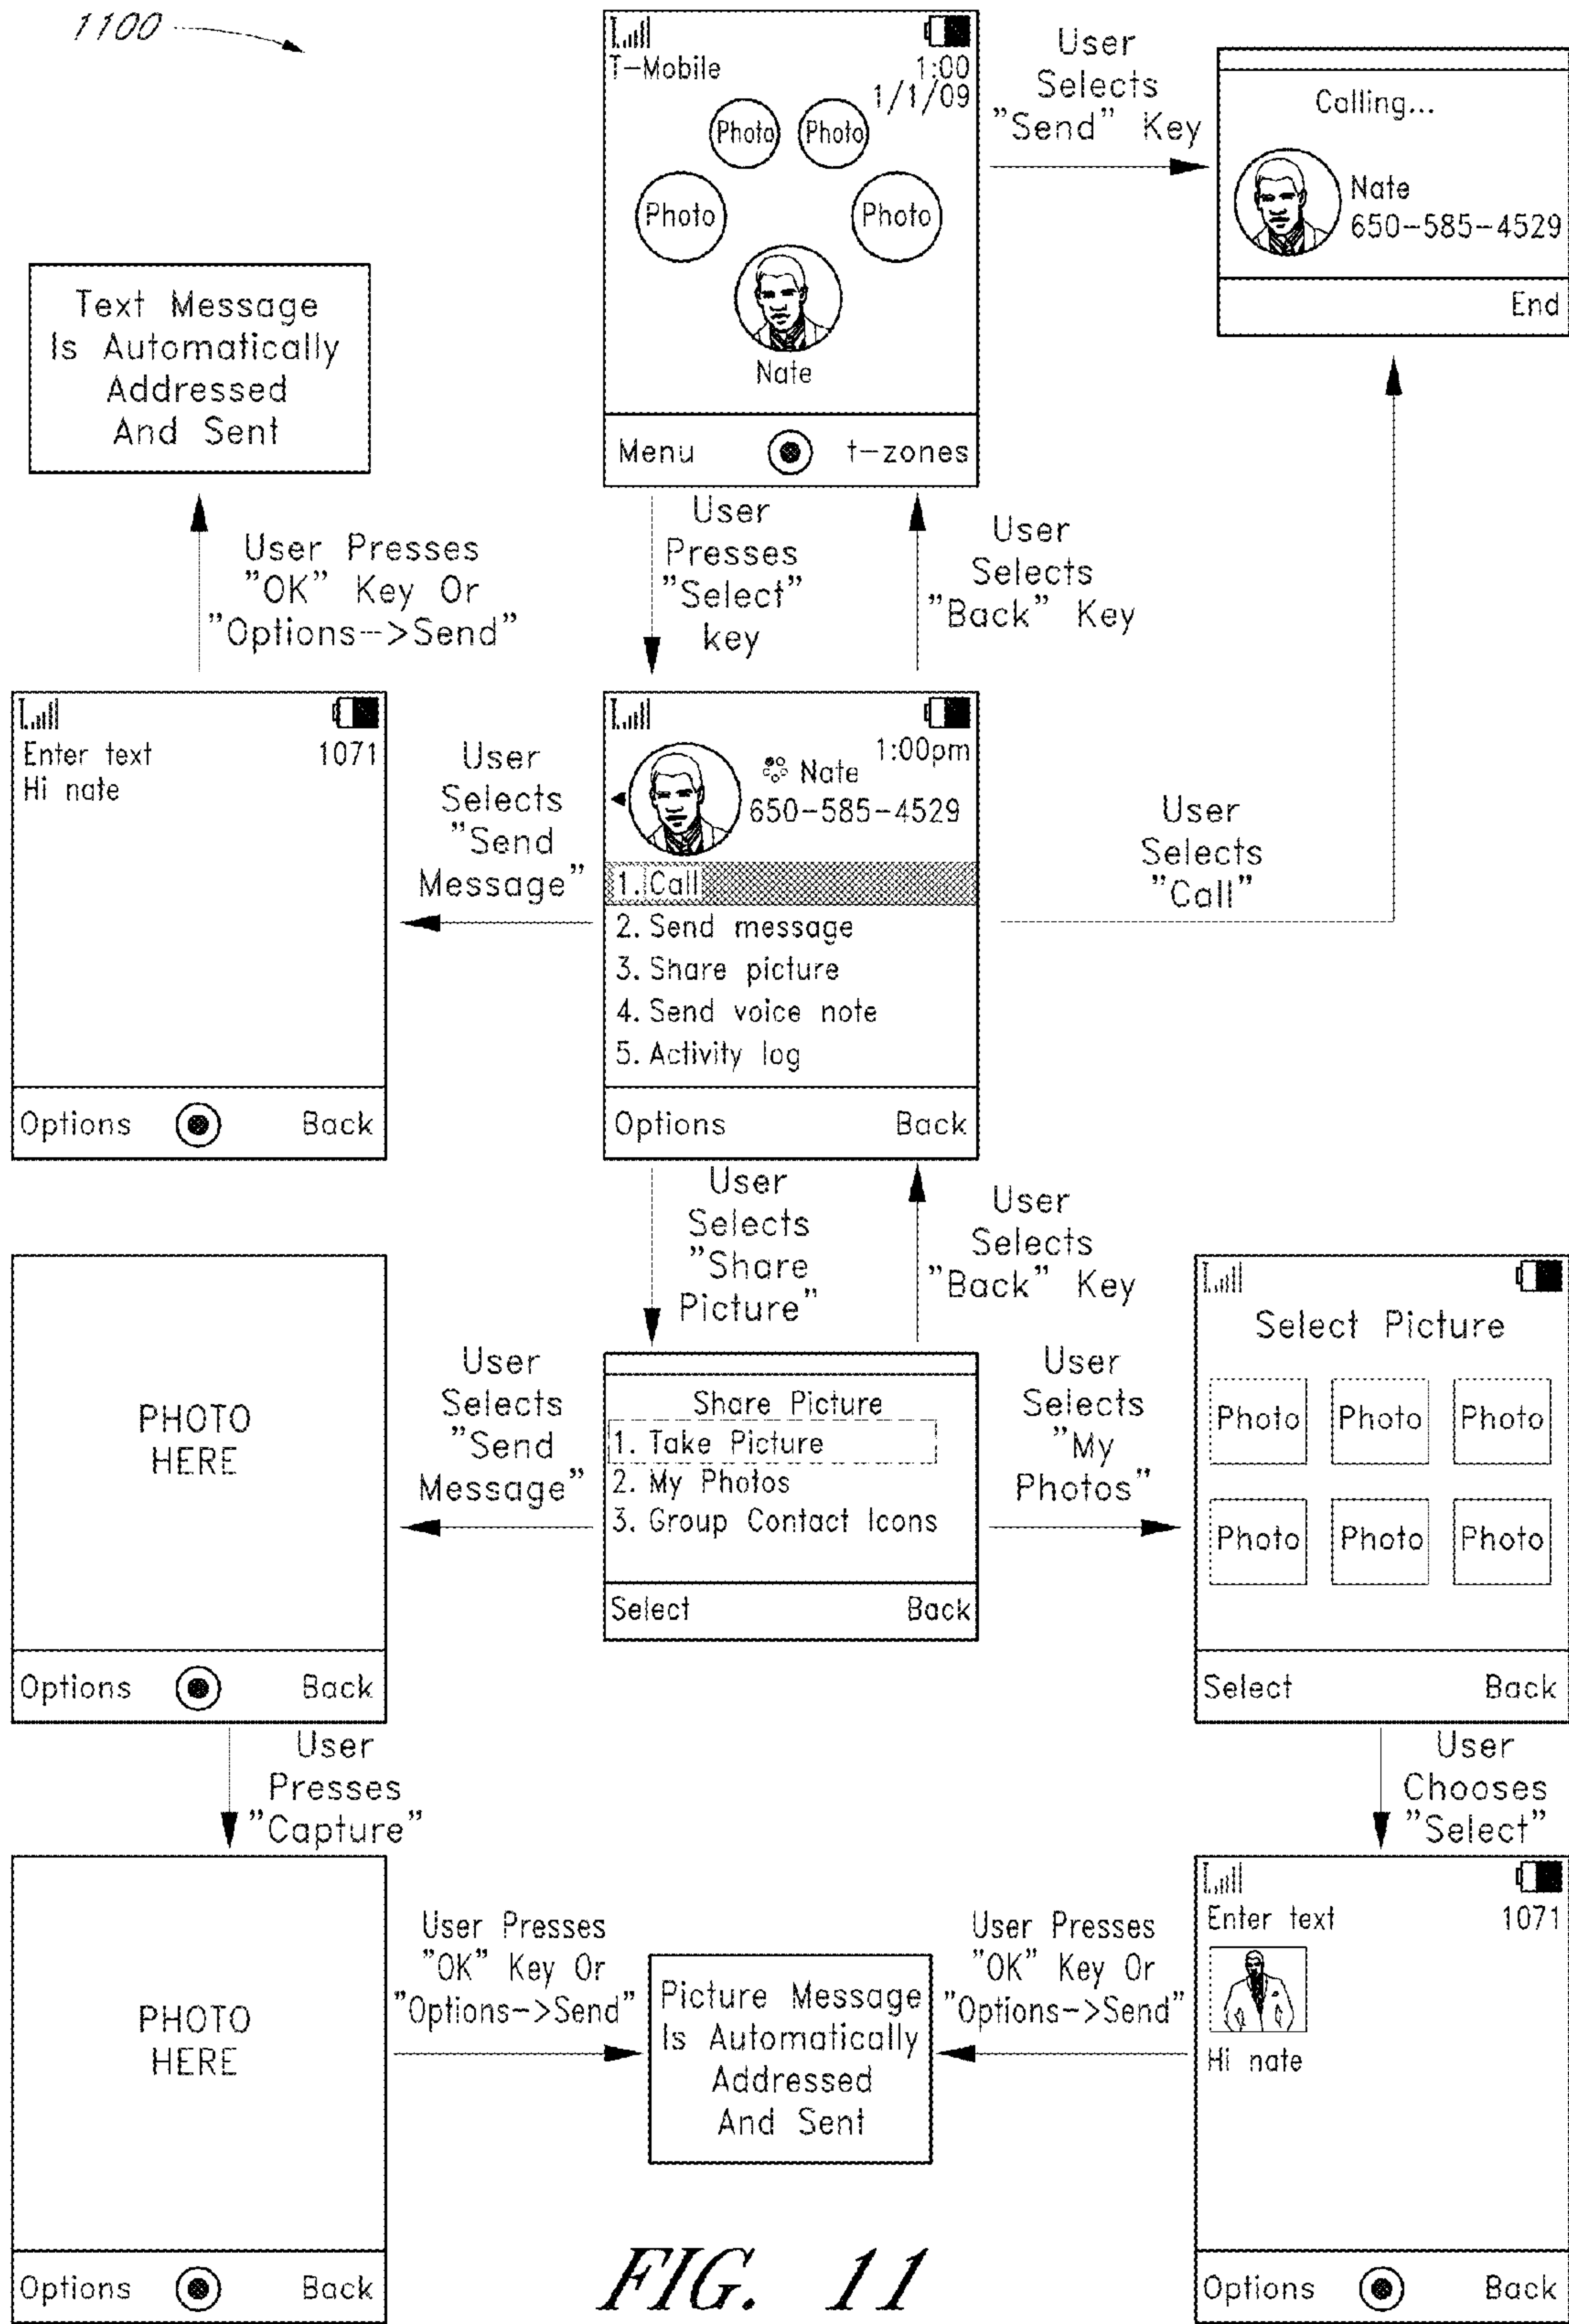 1100
T-Mobile
1:00
1/1/09
Photo
Photo
Photo
Photo
Nate
Menu
t-zones
User
Selects
"Send" Key
Calling...
Nate
650-585-4529
End
Text Message
Is Automatically
Addressed
And Sent
User Presses
"OK" Key Or
"Options-->Send"
User
Presses
"Select"
key
User
Selects
"Back" Key
Enter text
1071
Hi nate
Options
Back
User
Selects
"Send
Message"
1:00pm
Nate
650-585-4529
1. Call
2. Send message
3. Share picture
4. Send voice note
5. Activity log
Options
Back
User
Selects
"Call"
User
Selects
"Share
Picture"
User
Selects
"Back" Key
PHOTO
HERE
Options
Back
User
Selects
"Send
Message"
Share Picture
1. Take Picture
2. My Photos
3. Group Contact Icons
Select
Back
User
Selects
"My
Photos"
Select Picture
Photo
Photo
Photo
Photo
Photo
Photo
Select
Back
User
Presses
"Capture"
User
Chooses
"Select"
PHOTO
HERE
Options
Back
User Presses
"OK" Key Or
"Options->Send"
Picture Message
Is Automatically
Addressed
And Sent
User Presses
"OK" Key Or
"Options->Send"
Enter text
1071
Hi nate
Options
Back
FIG. 11